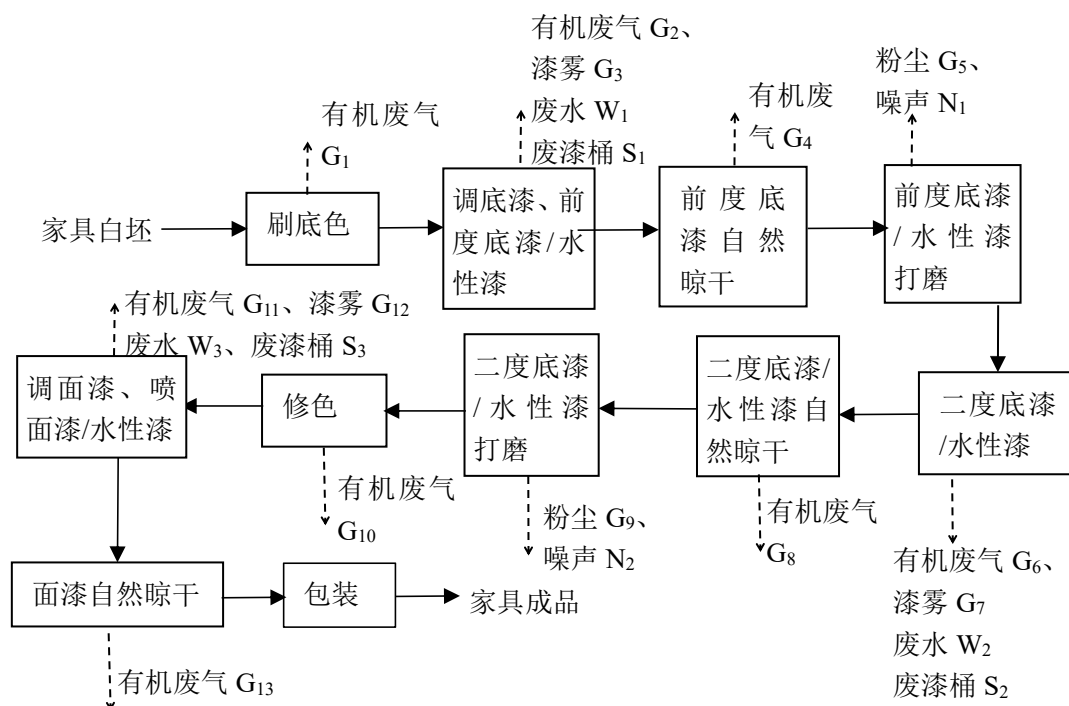 有机废气 G₂、
漆雾 G₃
废水 W₁
废漆桶 S₁
粉尘 G₅、
噪声 N₁
有机废
气 G₄
有机废气
G₁
家具白坯
刷底色
调底漆、前
度底漆/水
性漆
前度底
漆自然
晾干
前度底漆
/水性漆
打磨
有机废气 G₁₁、漆雾 G₁₂
废水 W₃、废漆桶 S₃
调面漆、喷
面漆/水性漆
修色
二度底漆
/水性漆
打磨
二度底漆/
水性漆自
然晾干
二度底漆
/水性漆
有机废气
G₁₀
粉尘 G₉、
噪声 N₂
有机废气
G₈
有机废气 G₆、
漆雾 G₇
废水 W₂
废漆桶 S₂
面漆自然晾干
包装
家具成品
有机废气 G₁₃